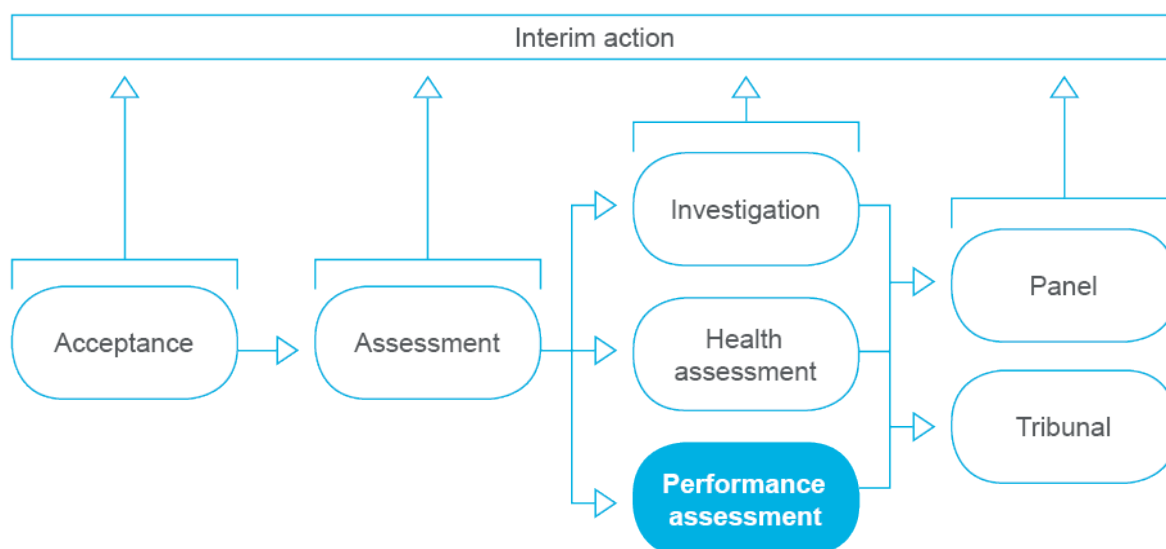 Interim action
Acceptance
Assessment
Investigation
Health
assessment
Performance
assessment
Panel
Tribunal